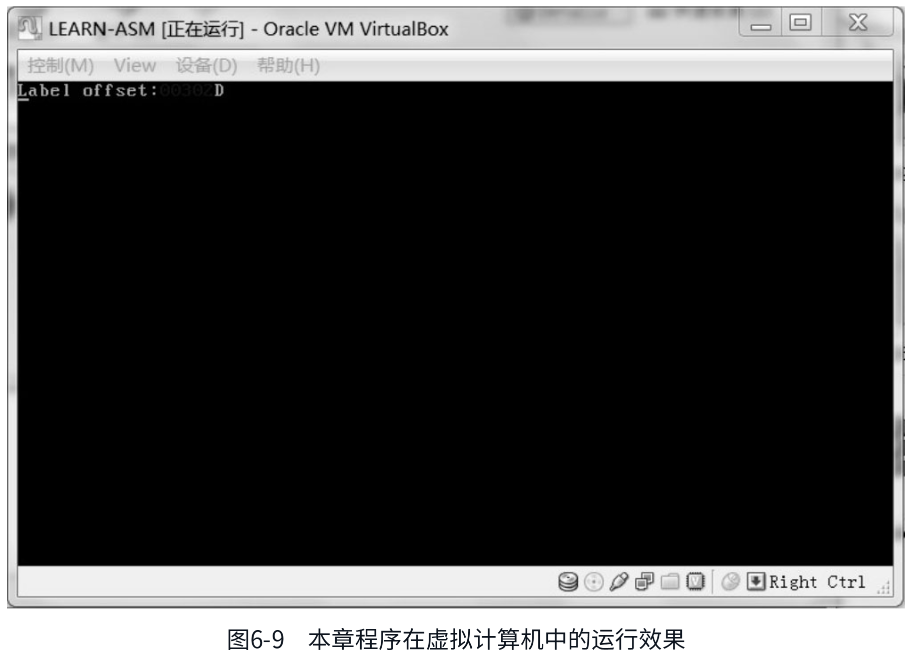 LEARN-ASM [正在运行] - Oracle VM VirtualBox
控制(M) View 设备(D) 帮助(H)
Label offset:00302D
Right Ctrl
图6-9 本章程序在虚拟计算机中的运行效果